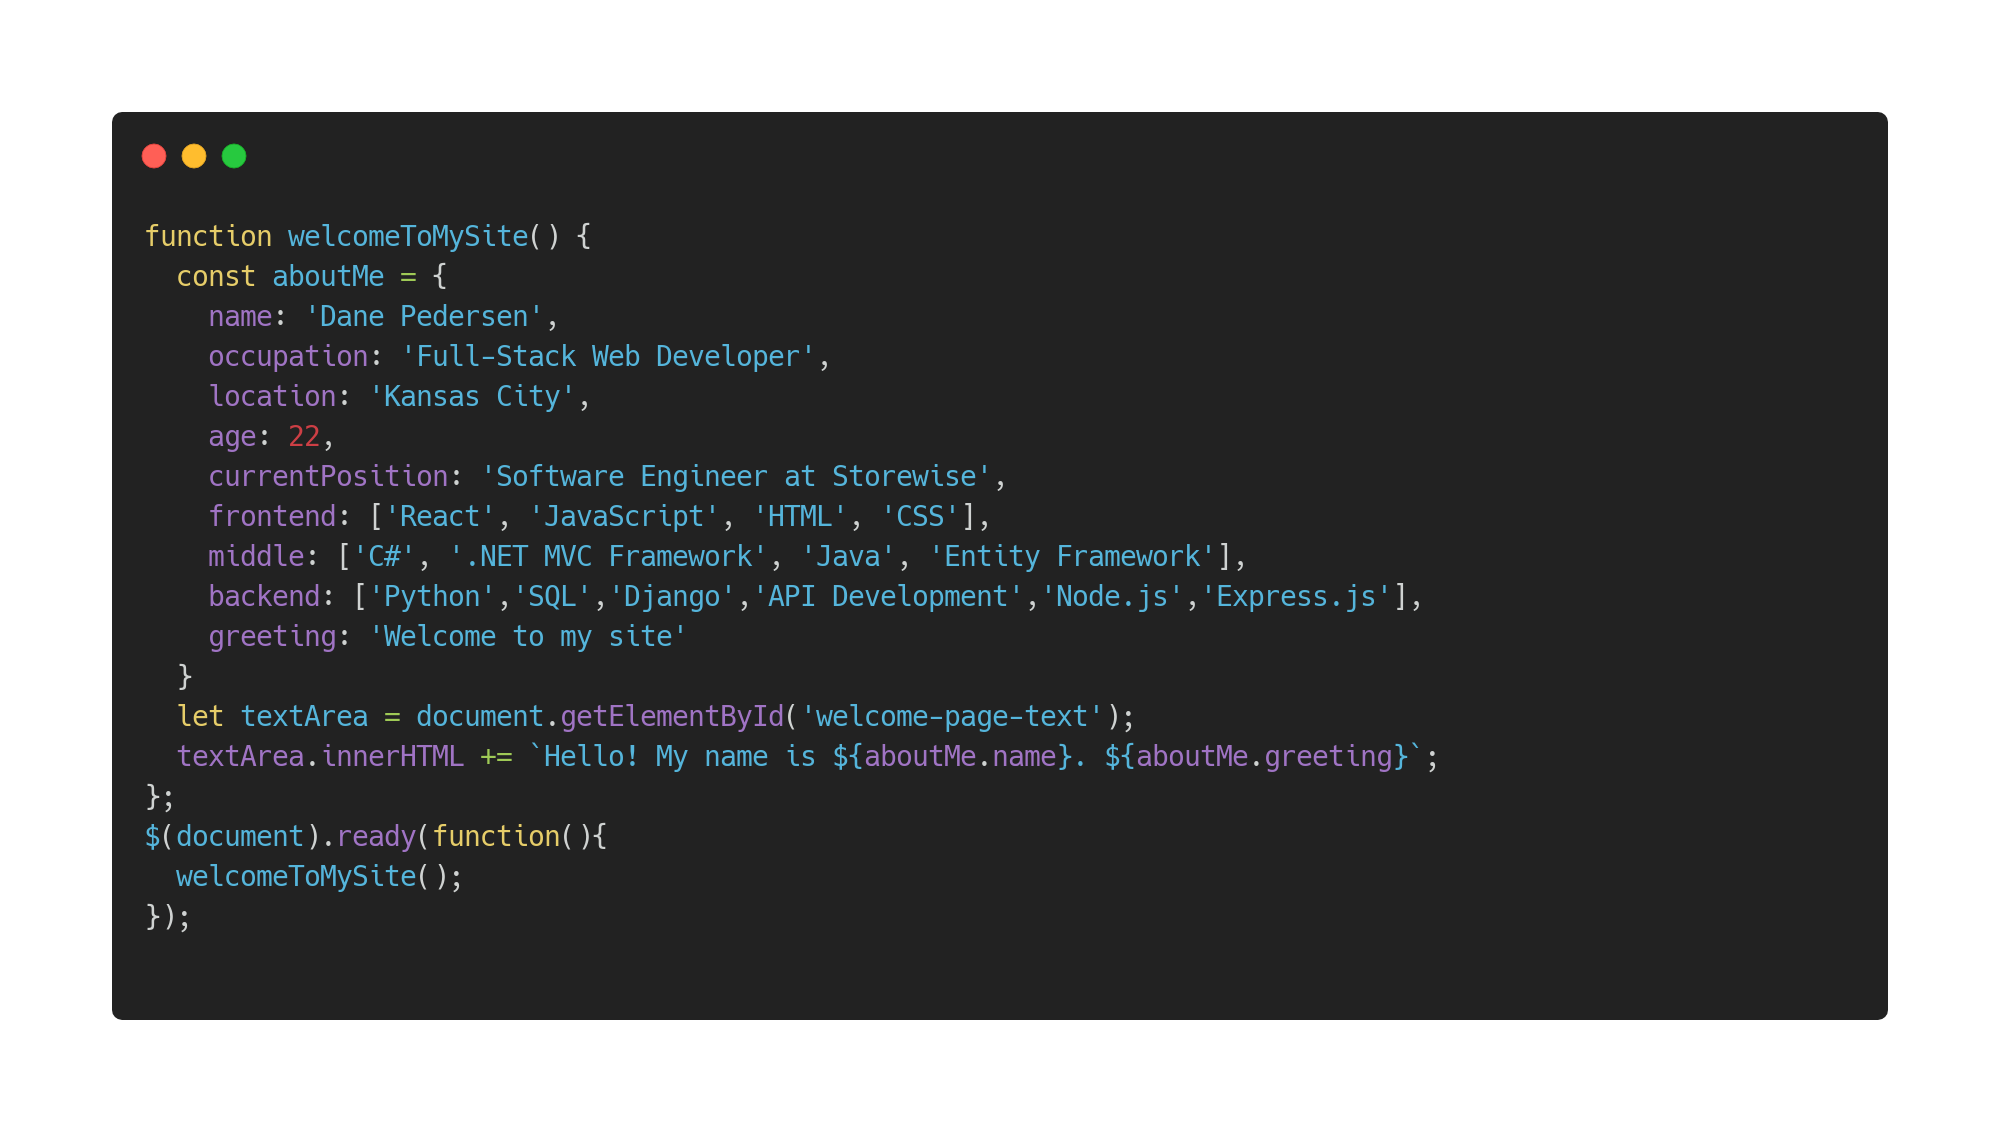 function welcomeToMySite() {
  const aboutMe = {
    name: 'Dane Pedersen',
    occupation: 'Full-Stack Web Developer',
    location: 'Kansas City',
    age: 22,
    currentPosition: 'Software Engineer at Storewise',
    frontend: ['React', 'JavaScript', 'HTML', 'CSS'],
    middle: ['C#', '.NET MVC Framework', 'Java', 'Entity Framework'],
    backend: ['Python','SQL','Django','API Development','Node.js','Express.js'],
    greeting: 'Welcome to my site'
  }
  let textArea = document.getElementById('welcome-page-text');
  textArea.innerHTML += `Hello! My name is ${aboutMe.name}. ${aboutMe.greeting}`;
};
$(document).ready(function(){
  welcomeToMySite();
});